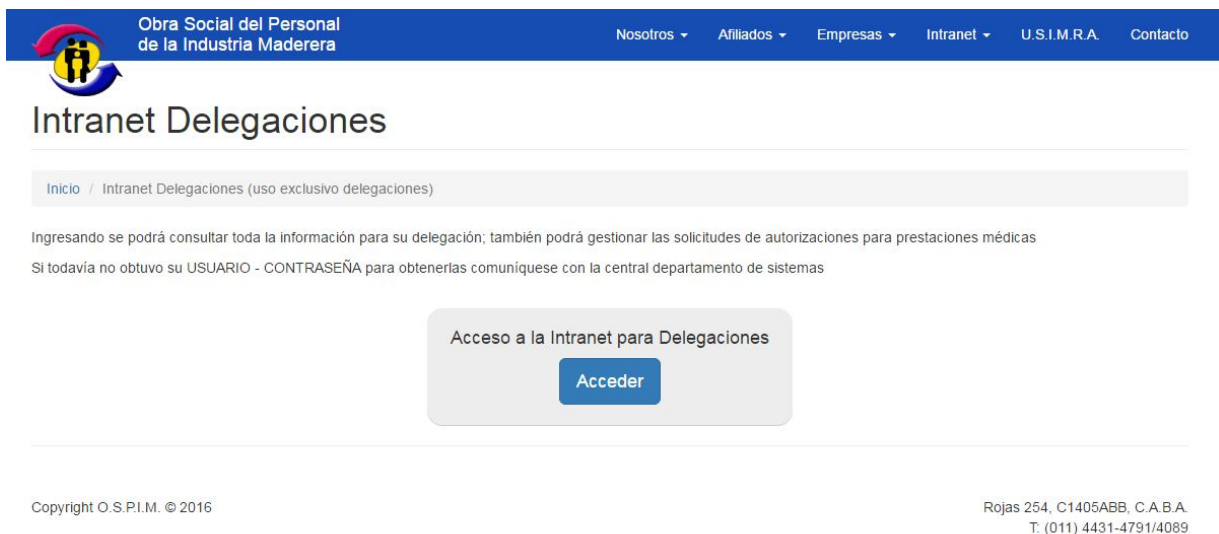 Obra Social del Personal
de la Industria Maderera
Nosotros Afiliados Empresas Intranet U.S.I.M.R.A. Contacto
Intranet Delegaciones
Inicio / Intranet Delegaciones (uso exclusivo delegaciones)
Ingresando se podrá consultar toda la información para su delegación; también podrá gestionar las solicitudes de autorizaciones para prestaciones médicas
Si todavía no obtuvo su USUARIO - CONTRASEÑA para obtenerlas comuníquese con la central departamento de sistemas
Acceso a la Intranet para Delegaciones
Acceder
Copyright O.S.P.I.M. © 2016
Rojas 254, C1405ABB, C.A.B.A.
T: (011) 4431-4791/4089